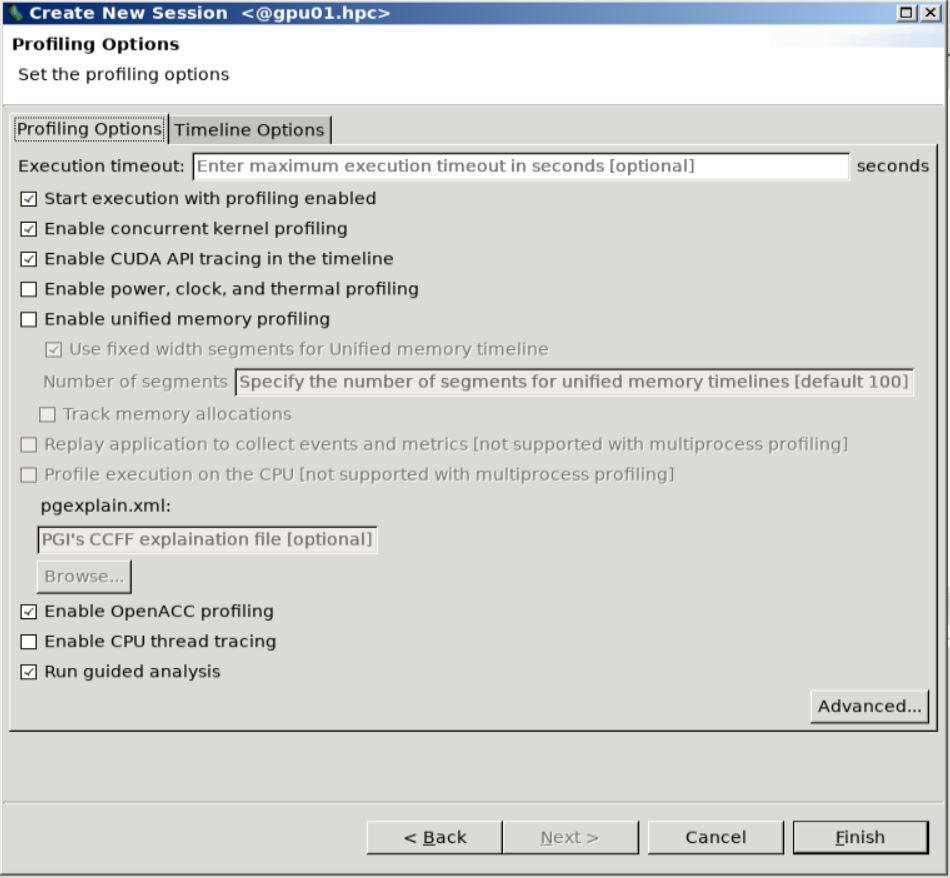 Create New Session <@gpu01.hpc>
Profiling Options
Set the profiling options
Profiling Options Timeline Options
Execution timeout: Enter maximum execution timeout in seconds [optional] seconds
Start execution with profiling enabled
Enable concurrent kernel profiling
Enable CUDA API tracing in the timeline
Enable power, clock, and thermal profiling
Enable unified memory profiling
Use fixed width segments for Unified memory timeline
Number of segments Specify the number of segments for unified memory timelines [default 100]
Track memory allocations
Replay application to collect events and metrics [not supported with multiprocess profiling]
Profile execution on the CPU [not supported with multiprocess profiling]
pgexplain.xml:
PGI's CCFF explaination file [optional]
Browse...
Enable OpenACC profiling
Enable CPU thread tracing
Run guided analysis
Advanced...
< Back Next > Cancel Finish